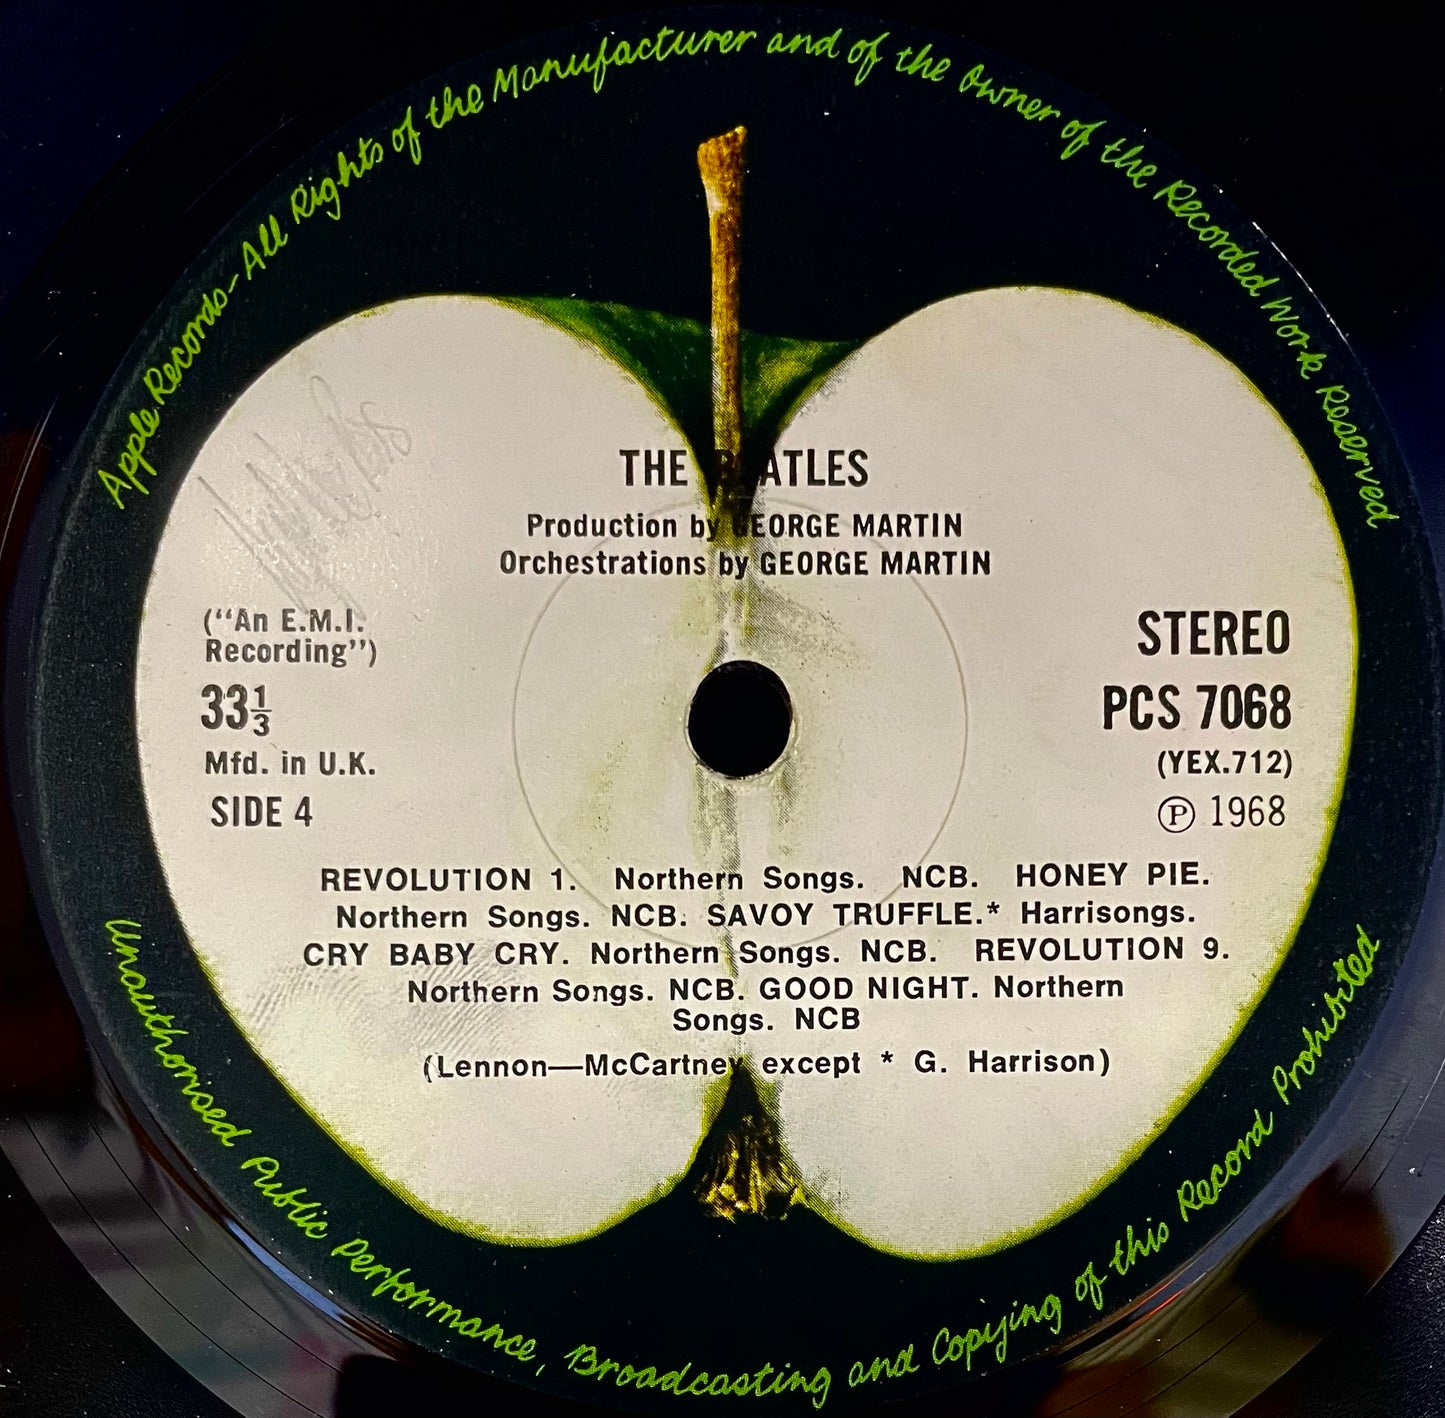 Apple Records-All Rights of the Manufacturer and of the Owner of the Recorded Work Reserved
THE BEATLES
Production by GEORGE MARTIN
Orchestrations by GEORGE MARTIN
("An E.M.I.
Recording")
33⅓
Mfd. in U.K.
SIDE 4
STEREO
PCS 7068
(YEX.712)
Ⓟ 1968
REVOLUTION 1. Northern Songs. NCB. HONEY PIE.
Northern Songs. NCB. SAVOY TRUFFLE.* Harrisongs.
CRY BABY CRY. Northern Songs. NCB. REVOLUTION 9.
Northern Songs. NCB. GOOD NIGHT. Northern
Songs. NCB
(Lennon—McCartney except * G. Harrison)
Unauthorised Public Performance, Broadcasting and Copying of this Record Prohibited